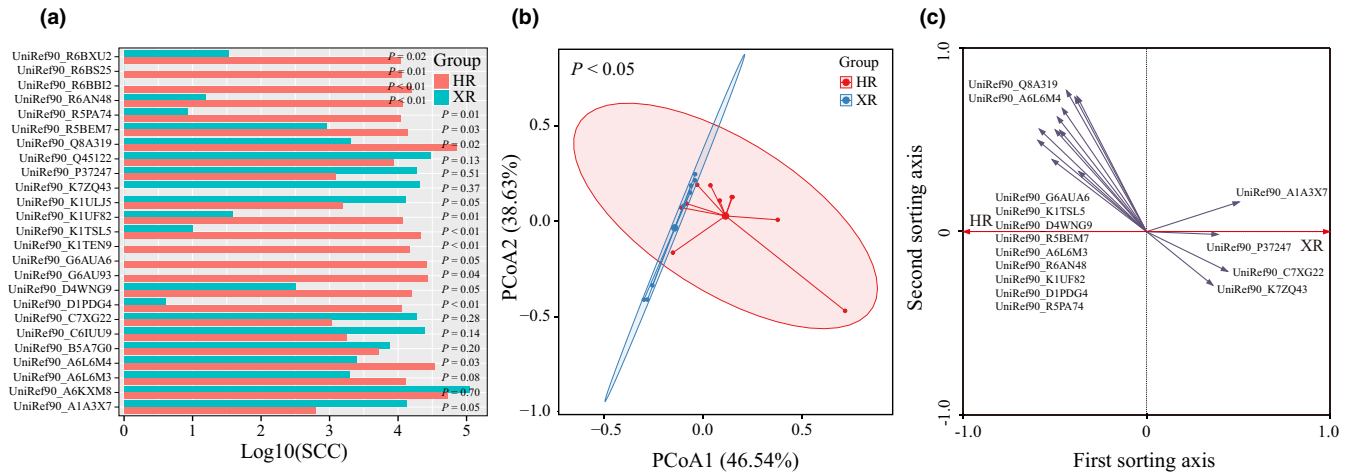 (a)
UniRef90_R6BXU2
UniRef90_R6BS25
UniRef90_R6BBI2
UniRef90_R6AN48
UniRef90_R5PA74
UniRef90_R5BEM7
UniRef90_Q8A319
UniRef90_Q45122
UniRef90_P37247
UniRef90_K7ZQ43
UniRef90_K1ULJ5
UniRef90_K1UF82
UniRef90_K1TSL5
UniRef90_K1TEN9
UniRef90_G6AUA6
UniRef90_G6AU93
UniRef90_D4WNG9
UniRef90_D1PDG4
UniRef90_C7XG22
UniRef90_C6IUU9
UniRef90_B5A7G0
UniRef90_A6L6M4
UniRef90_A6L6M3
UniRef90_A6KXM8
UniRef90_A1A3X7
P = 0.02
P = 0.01
P < 0.01
P < 0.01
P = 0.01
P = 0.03
P = 0.02
P = 0.13
P = 0.51
P = 0.37
P = 0.05
P = 0.01
P < 0.01
P < 0.01
P = 0.05
P = 0.04
P = 0.05
P < 0.01
P = 0.28
P = 0.14
P = 0.20
P = 0.03
P = 0.08
P = 0.70
P = 0.05
Group
HR
XR
0 1 2 3 4 5
Log10(SCC)
(b)
P < 0.05
Group
HR
XR
0.5
0.0
−0.5
−1.0
PCoA2 (38.63%)
−0.5 0.0 0.5
PCoA1 (46.54%)
(c)
1.0
0
-1.0
Second sorting axis
UniRef90_Q8A319
UniRef90_A6L6M4
UniRef90_G6AUA6
UniRef90_K1TSL5
UniRef90_D4WNG9
UniRef90_R5BEM7
UniRef90_A6L6M3
UniRef90_R6AN48
UniRef90_K1UF82
UniRef90_D1PDG4
UniRef90_R5PA74
HR
UniRef90_A1A3X7
UniRef90_P37247
XR
UniRef90_C7XG22
UniRef90_K7ZQ43
-1.0 0 1.0
First sorting axis